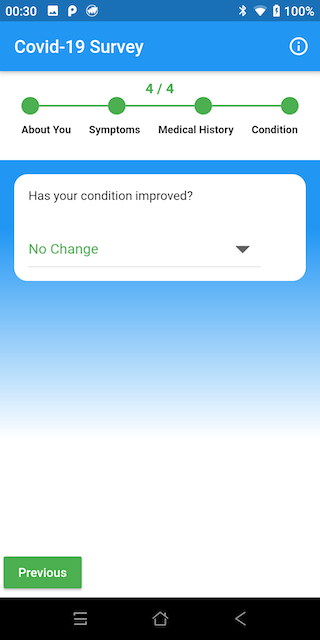 00:30 100%
Covid-19 Survey
4 / 4
About You Symptoms Medical History Condition
Has your condition improved?
No Change
Previous